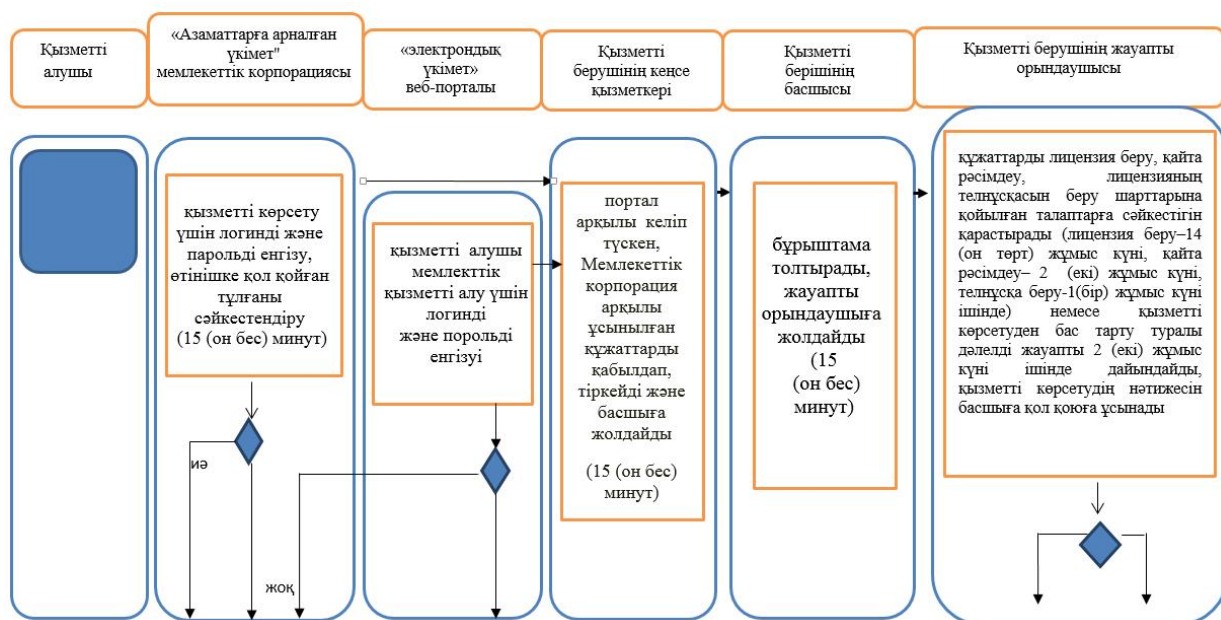 Қызметті
алушы
«Азаматтарға арналған
үкімет"
мемлекеттік корпорациясы
«электрондық
үкімет»
веб-порталы
Қызметті
берушінің кеңсе
қызметкері
Қызметті
берішінің
басшысы
Қызметті берушінің жауапты
орындаушысы
қызметті көрсету
үшін логинді және
парольді енгізу,
өтінішке қол қойған
тұлғаны
сәйкестендіру
(15 (он бес) минут)
иә
қызметті алушы
мемлекттік
қызметті алу үшін
логинді
және порольді
енгізуі
жоқ
портал
арқылы келіп
түскен,
Мемлекеттік
корпорация
арқылы
ұсынылған
құжаттарды
қабылдап,
тіркейді және
басшыға
жолдайды
(15 (он бес)
минут)
бұрыштама
толтырады,
жауапты
орындаушыға
жолдайды
(15
(он бес)
минут)
құжаттарды лицензия беру, қайта
рәсімдеу, лицензияның
телнұсқасын беру шарттарына
қойылған талаптарға сәйкестігін
қарастырады (лицензия беру–14
(он төрт) жұмыс күні, қайта
рәсімдеу– 2 (екі) жұмыс күні,
телнұсқа беру-1(бір) жұмыс күні
ішінде) немесе қызметті
көрсетуден бас тарту туралы
дәлелді жауапты 2 (екі) жұмыс
күні ішінде дайындайды,
қызметті көрсетудің нәтижесін
басшыға қол қоюға ұсынады